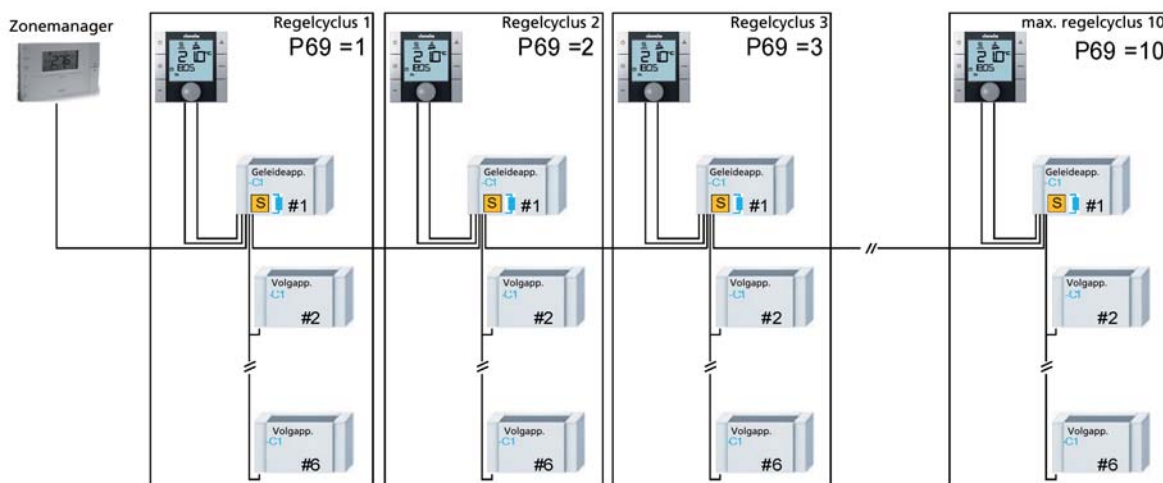 Zonemanager
Regelcyclus 1
P69 =1
Geleideapp.
-C1
S
#1
Volgapp.
-C1
#2
Volgapp.
-C1
#6
Regelcyclus 2
P69 =2
Geleideapp.
-C1
S
#1
Volgapp.
-C1
#2
Volgapp.
-C1
#6
Regelcyclus 3
P69 =3
Geleideapp.
-C1
S
#1
Volgapp.
-C1
#2
Volgapp.
-C1
#6
max. regelcyclus 10
P69 =10
Geleideapp.
-C1
S
#1
Volgapp.
-C1
#2
Volgapp.
-C1
#6